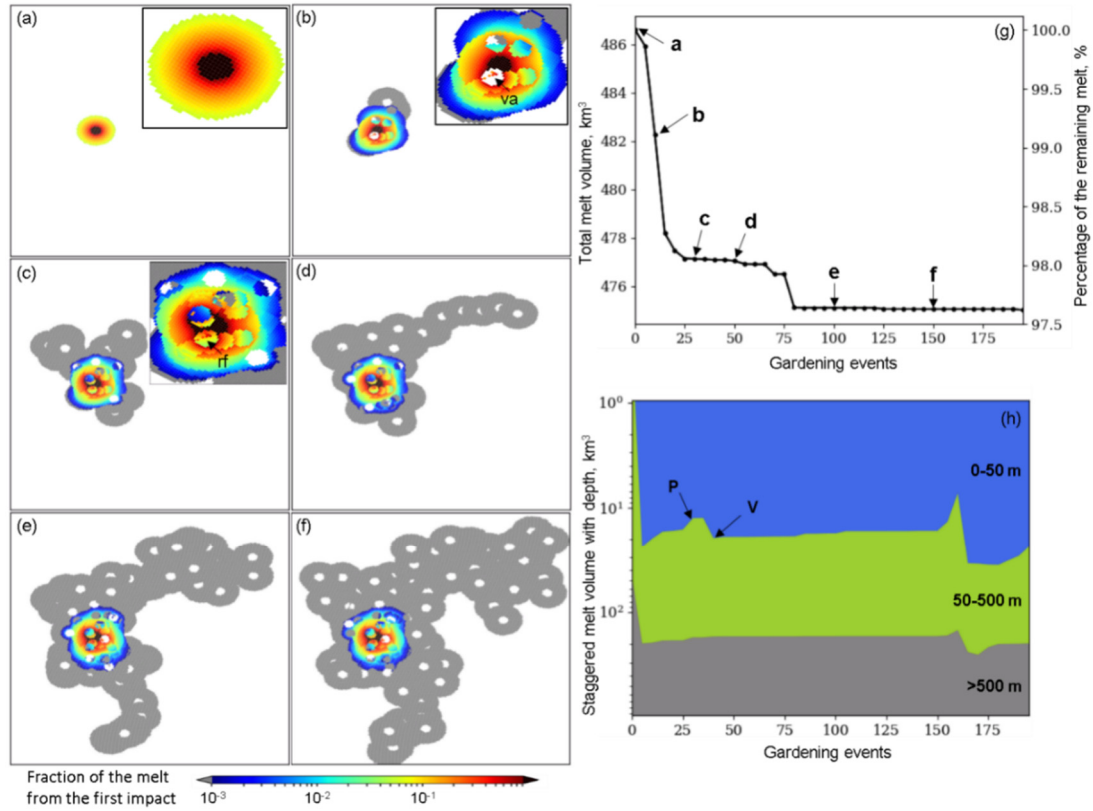 (a)
(b)
va
(c)
rf
(d)
(e)
(f)
Fraction of the melt
from the first impact
10⁻³
10⁻²
10⁻¹
(g)
Total melt volume, km³
486
484
482
480
478
476
a
b
c
d
e
f
100.0
99.5
99.0
98.5
98.0
97.5
Percentage of the remaining melt, %
0 25 50 75 100 125 150 175
Gardening events
(h)
Staggered melt volume with depth, km³
10⁰
10¹
10²
P
V
0-50 m
50-500 m
>500 m
0 25 50 75 100 125 150 175
Gardening events